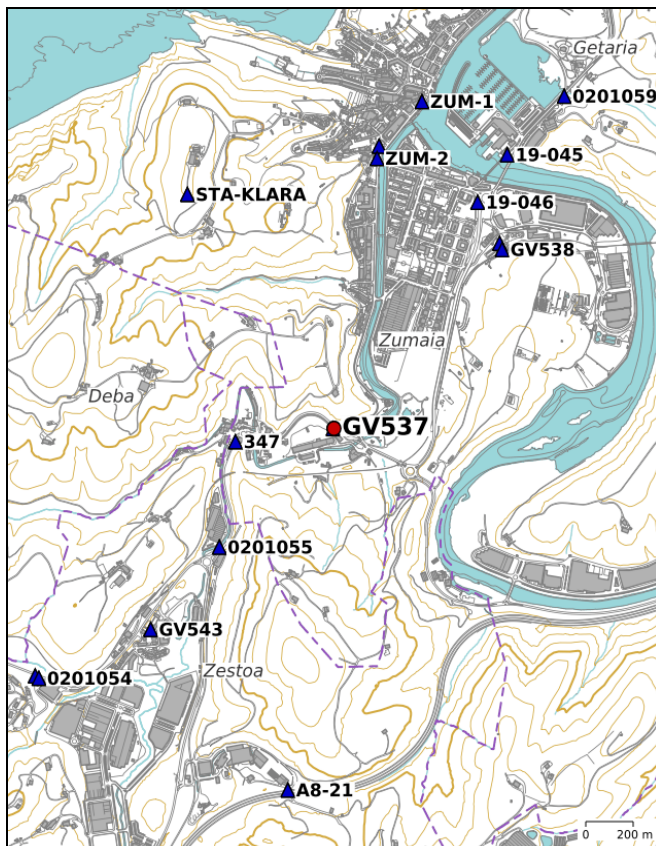 Getaria
0201059
ZUM-1
19-045
ZUM-2
STA-KLARA
19-046
GV538
Zumaia
Deba
GV537
347
0201055
GV543
Zestoa
0201054
A8-21
0 200 m